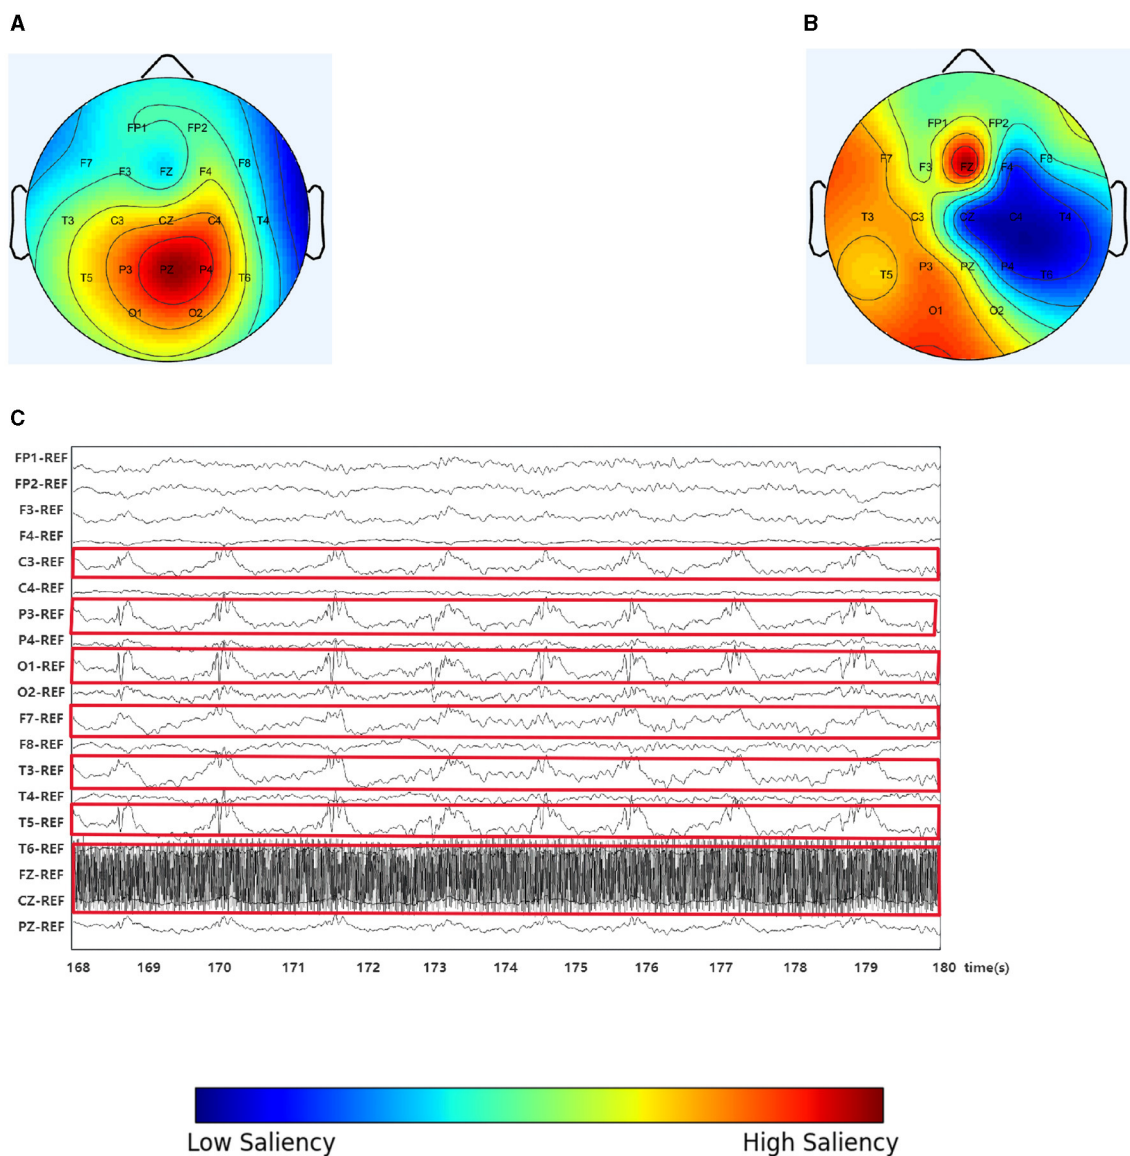 A
B
FP1 FP2
F7 F3 FZ F4 F8
T3 C3 CZ C4 T4
T5 P3 PZ P4 T6
O1 O2
FP1 FP2
F7 F3 FZ F4 F8
T3 C3 CZ C4 T4
T5 P3 PZ P4 T6
O1 O2
C
FP1-REF
FP2-REF
F3-REF
F4-REF
C3-REF
C4-REF
P3-REF
P4-REF
O1-REF
O2-REF
F7-REF
F8-REF
T3-REF
T4-REF
T5-REF
T6-REF
FZ-REF
CZ-REF
PZ-REF
168 169 170 171 172 173 174 175 176 177 178 179 180 time(s)
Low Saliency High Saliency